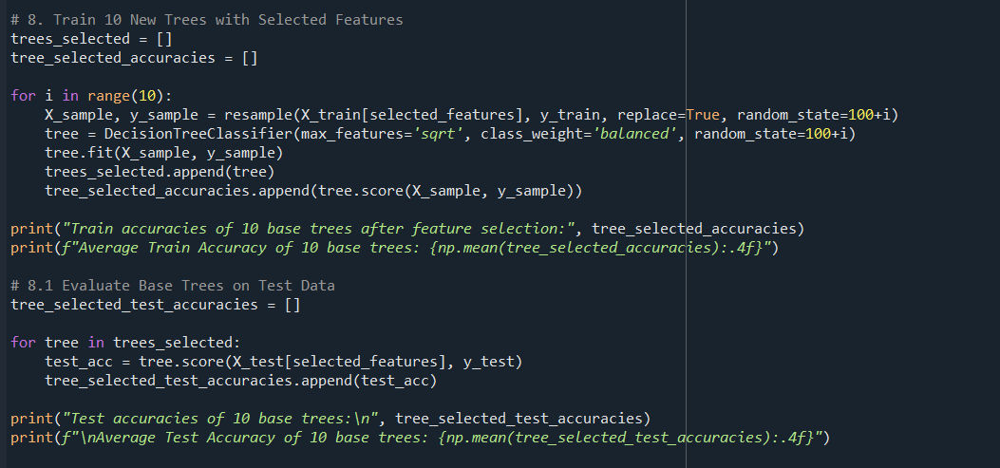 # 8. Train 10 New Trees with Selected Features
trees_selected = []
tree_selected_accuracies = []
for i in range(10):
    X_sample, y_sample = resample(X_train[selected_features], y_train, replace=True, random_state=100+i)
    tree = DecisionTreeClassifier(max_features='sqrt', class_weight='balanced', random_state=100+i)
    tree.fit(X_sample, y_sample)
    trees_selected.append(tree)
    tree_selected_accuracies.append(tree.score(X_sample, y_sample))
print("Train accuracies of 10 base trees after feature selection:", tree_selected_accuracies)
print(f"Average Train Accuracy of 10 base trees: {np.mean(tree_selected_accuracies):.4f}")
# 8.1 Evaluate Base Trees on Test Data
tree_selected_test_accuracies = []
for tree in trees_selected:
    test_acc = tree.score(X_test[selected_features], y_test)
    tree_selected_test_accuracies.append(test_acc)
print("Test accuracies of 10 base trees:\n", tree_selected_test_accuracies)
print(f"\nAverage Test Accuracy of 10 base trees: {np.mean(tree_selected_test_accuracies):.4f}")